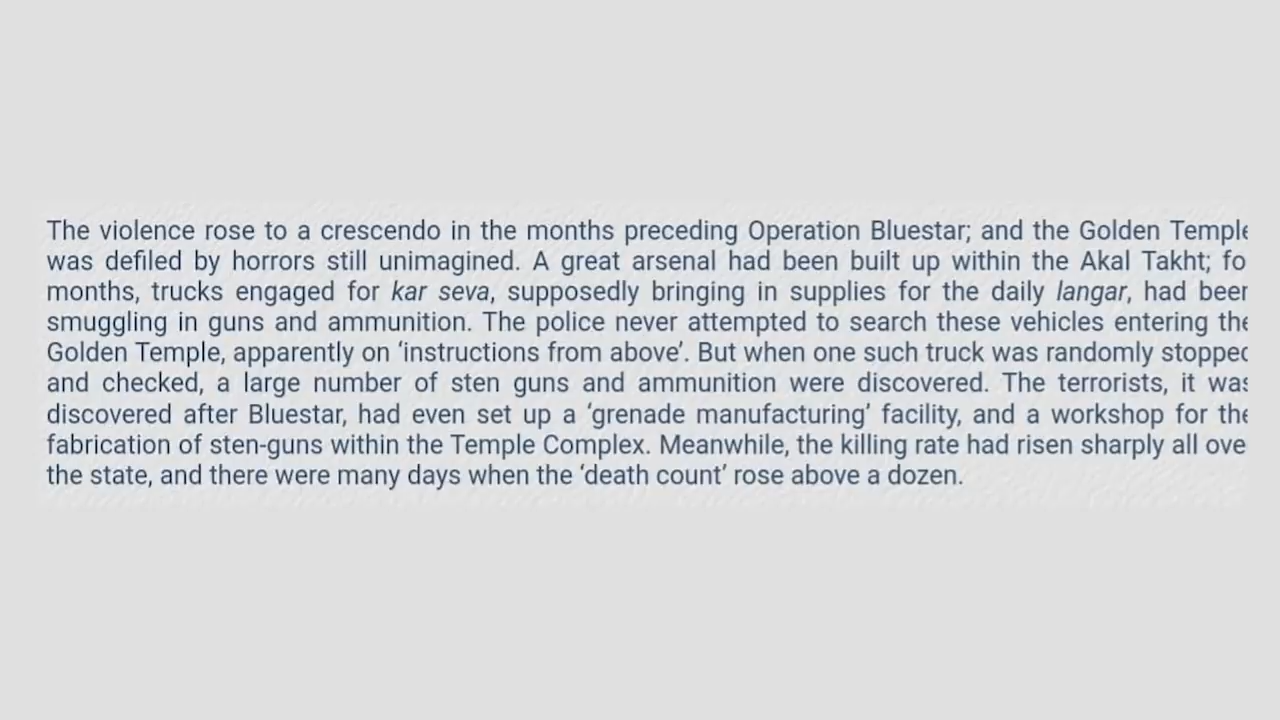 The violence rose to a crescendo in the months preceding Operation Bluestar; and the Golden Temple
was defiled by horrors still unimagined. A great arsenal had been built up within the Akal Takht; fo
months, trucks engaged for kar seva, supposedly bringing in supplies for the daily langar, had been
smuggling in guns and ammunition. The police never attempted to search these vehicles entering the
Golden Temple, apparently on ‘instructions from above’. But when one such truck was randomly stopped
and checked, a large number of sten guns and ammunition were discovered. The terrorists, it was
discovered after Bluestar, had even set up a ‘grenade manufacturing’ facility, and a workshop for the
fabrication of sten-guns within the Temple Complex. Meanwhile, the killing rate had risen sharply all ove
the state, and there were many days when the ‘death count’ rose above a dozen.